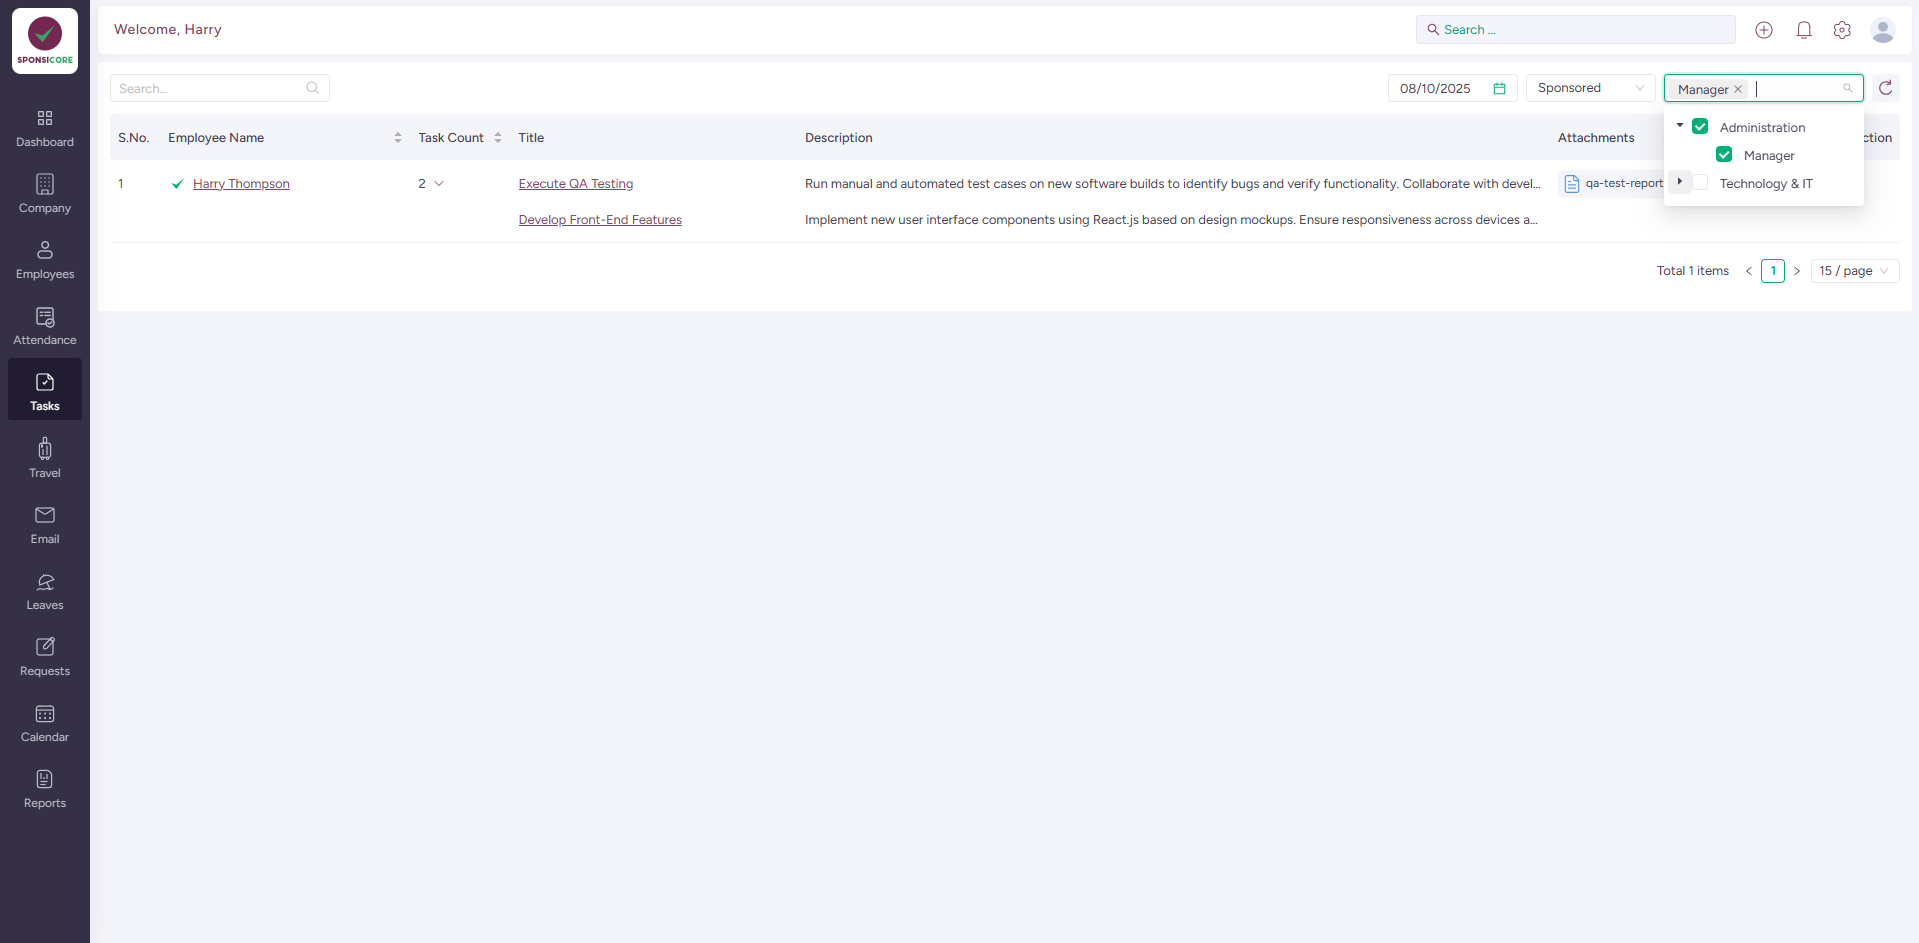 SPONSICORE
Welcome, Harry
Search ...
Dashboard
Company
Employees
Attendance
Tasks
Travel
Email
Leaves
Requests
Calendar
Reports
Search...
08/10/2025
Sponsored
Manager
Administration
Manager
Technology & IT
S.No. Employee Name Task Count Title Description Attachments ction
1 Harry Thompson 2 Execute QA Testing Run manual and automated test cases on new software builds to identify bugs and verify functionality. Collaborate with devel... qa-test-report
Develop Front-End Features Implement new user interface components using React.js based on design mockups. Ensure responsiveness across devices a...
Total 1 items 1 15 / page